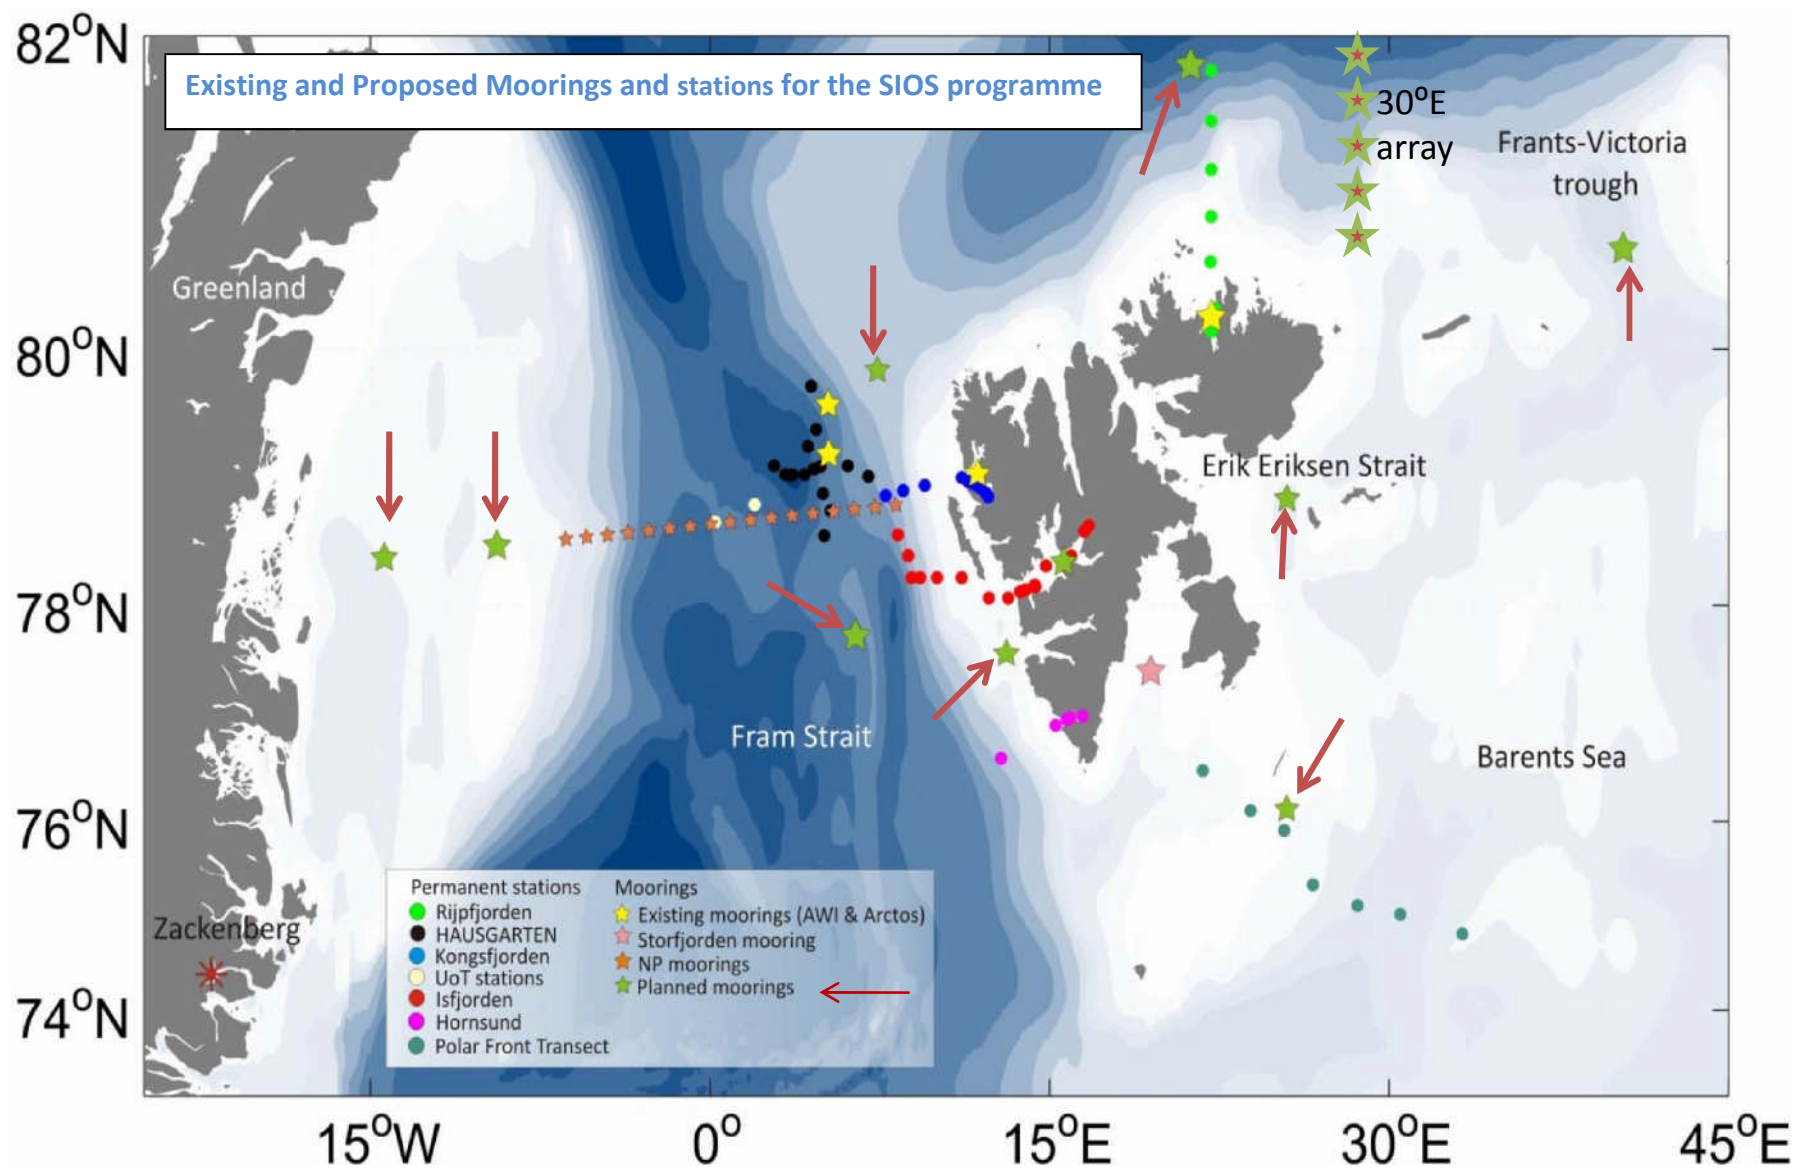 82°N
Existing and Proposed Moorings and stations for the SIOS programme
30°E
array
Frants-Victoria
trough
Greenland
80°N
Erik Eriksen Strait
78°N
Fram Strait
Barents Sea
76°N
Zackenberg
74°N
Permanent stations
Rijpfjorden
HAUSGARTEN
Kongsfjorden
UoT stations
Isfjorden
Hornsund
Polar Front Transect
Moorings
Existing moorings (AWI & Arctos)
Storfjorden mooring
NP moorings
Planned moorings
15°W
0°
15°E
30°E
45°E